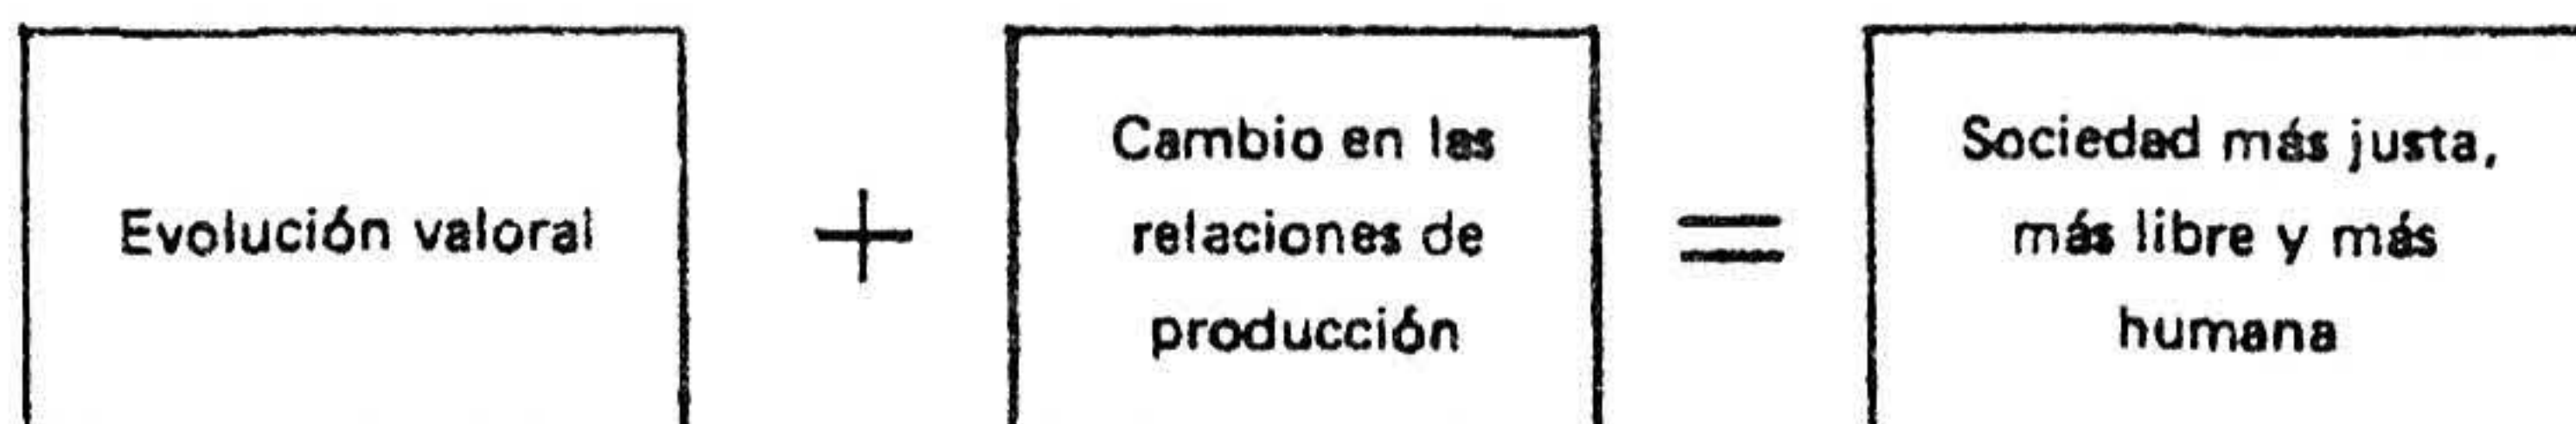 Evolución valoral
+
Cambio en las
relaciones de
producción
=
Sociedad más justa,
más libre y más
humana